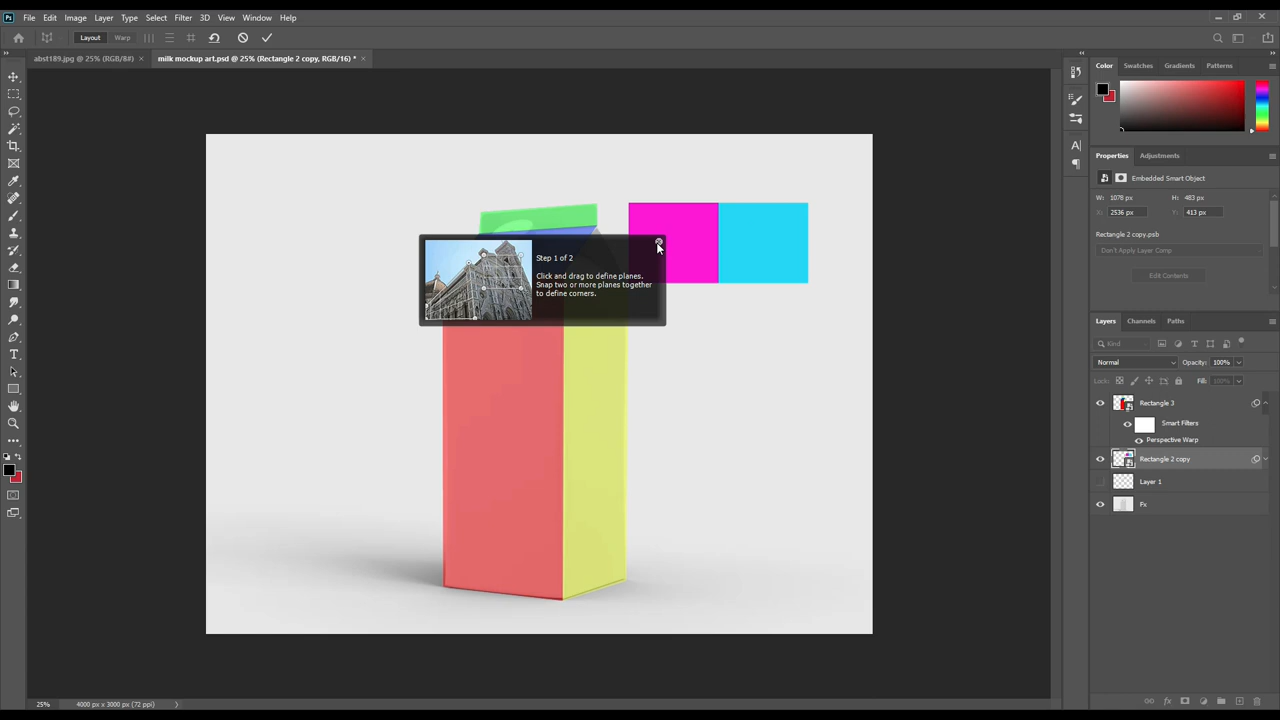 Ps File Edit Image Layer Type Select Filter 3D View Window Help
Layout Warp
abst189.jpg @ 25% (RGB/8#) × milk mockup art.psd @ 25% (Rectangle 2 copy, RGB/16) * ×
Color Swatches Gradients Patterns
Properties Adjustments
Embedded Smart Object
W: 1078 px H: 483 px
X: 2536 px Y: 413 px
Rectangle 2 copy.psb
Don't Apply Layer Comp
Edit Contents
Step 1 of 2
Click and drag to define planes.
Snap two or more planes together
to define corners.
Layers Channels Paths
Kind
Normal Opacity: 100%
Lock: Fill: 100%
Rectangle 3
Smart Filters
Perspective Warp
Rectangle 2 copy
Layer 1
Fx
25% 4000 px x 3000 px (72 ppi)